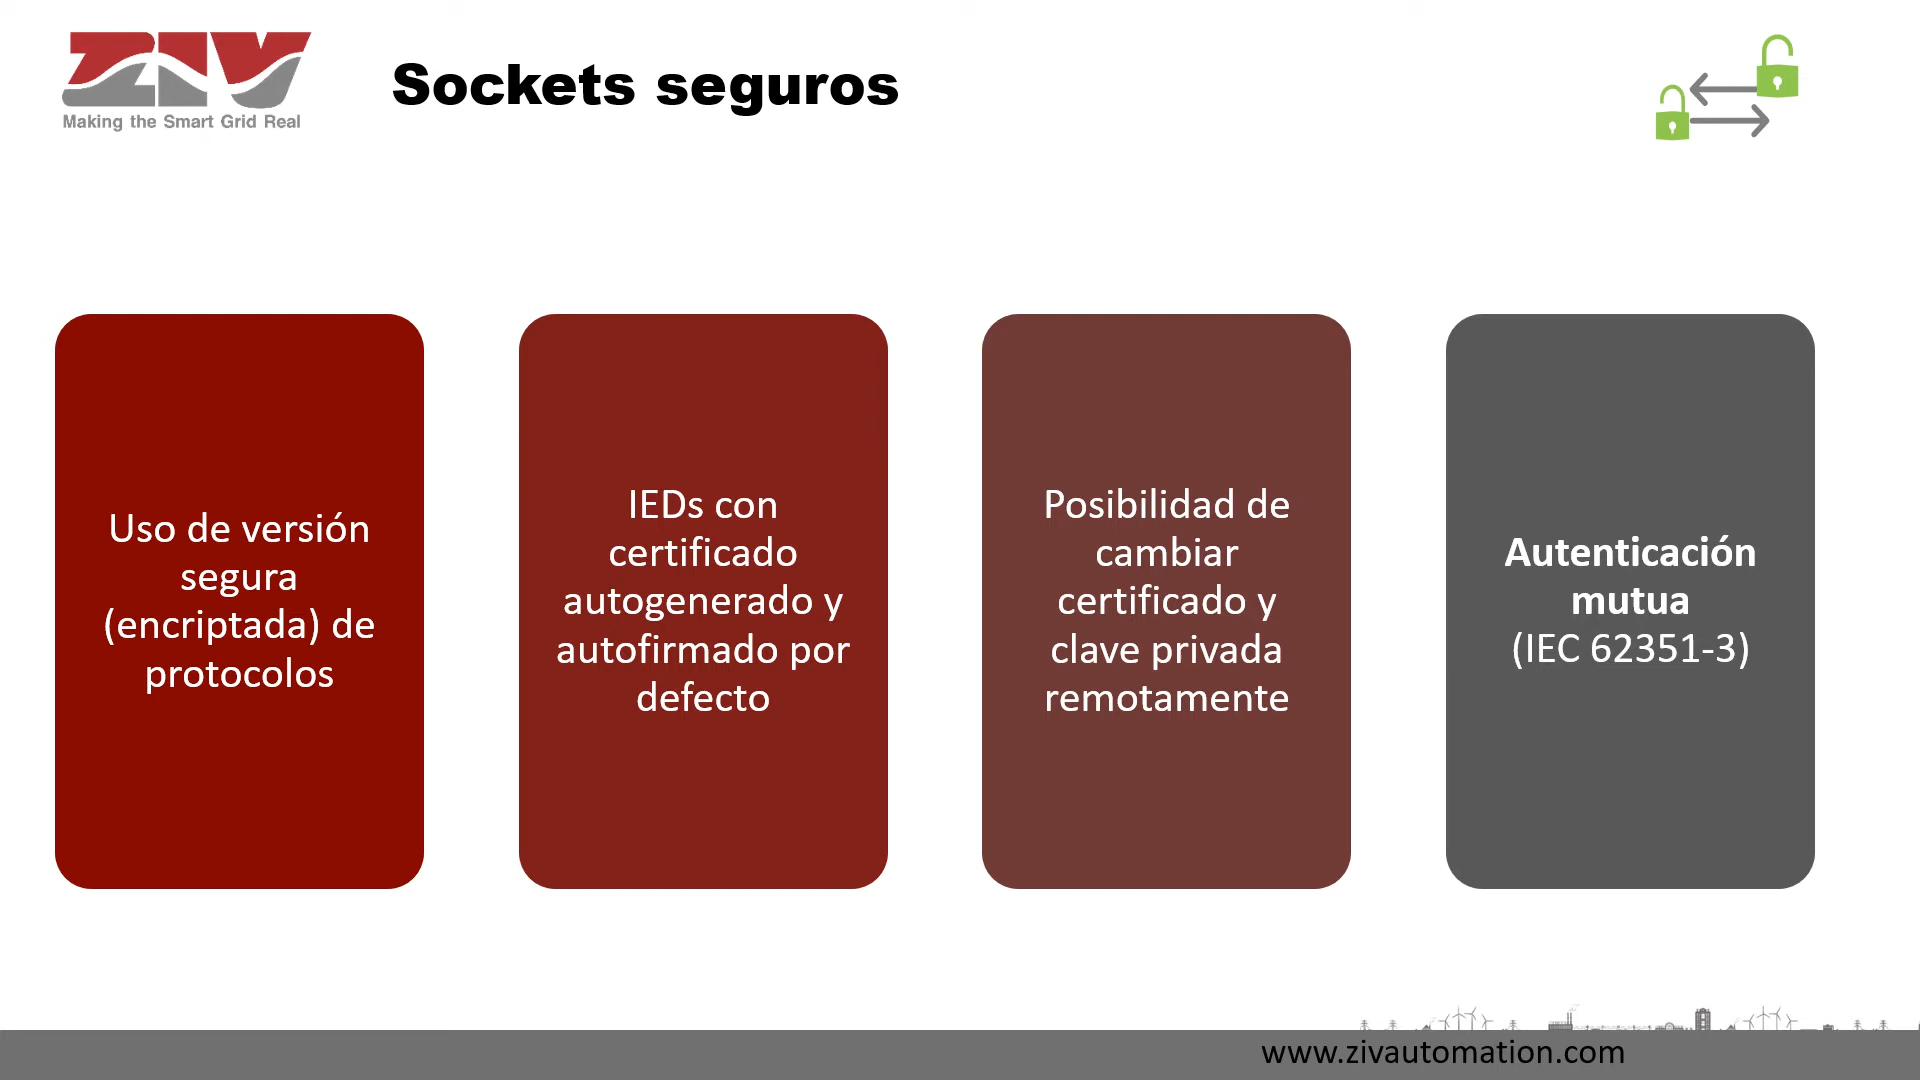 ZIV
Making the Smart Grid Real
Sockets seguros
Uso de versión
segura
(encriptada) de
protocolos
IEDs con
certificado
autogenerado y
autofirmado por
defecto
Posibilidad de
cambiar
certificado y
clave privada
remotamente
Autenticación
mutua
(IEC 62351-3)
www.zivautomation.com